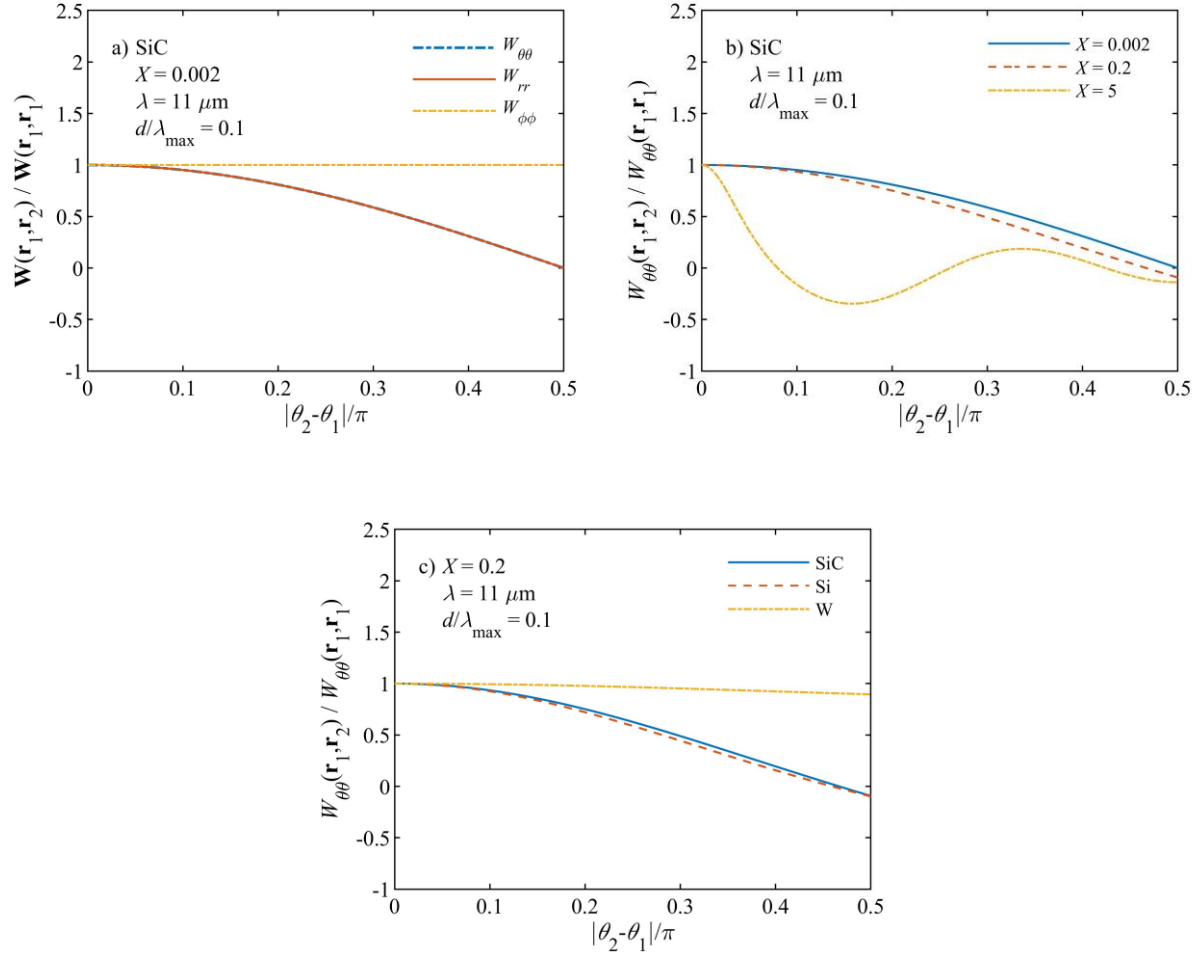 2.5
2
1.5
1
0.5
0
-0.5
-1
W(r₁,r₂) / W(r₁,r₁)
a) SiC
X = 0.002
λ = 11 μm
d/λmax = 0.1
Wθθ
Wrr
Wϕϕ
0 0.1 0.2 0.3 0.4 0.5
|θ₂-θ₁|/π
2.5
2
1.5
1
0.5
0
-0.5
-1
Wθθ(r₁,r₂) / Wθθ(r₁,r₁)
b) SiC
λ = 11 μm
d/λmax = 0.1
X = 0.002
X = 0.2
X = 5
0 0.1 0.2 0.3 0.4 0.5
|θ₂-θ₁|/π
2.5
2
1.5
1
0.5
0
-0.5
-1
Wθθ(r₁,r₂) / Wθθ(r₁,r₁)
c) X = 0.2
λ = 11 μm
d/λmax = 0.1
SiC
Si
W
0 0.1 0.2 0.3 0.4 0.5
|θ₂-θ₁|/π